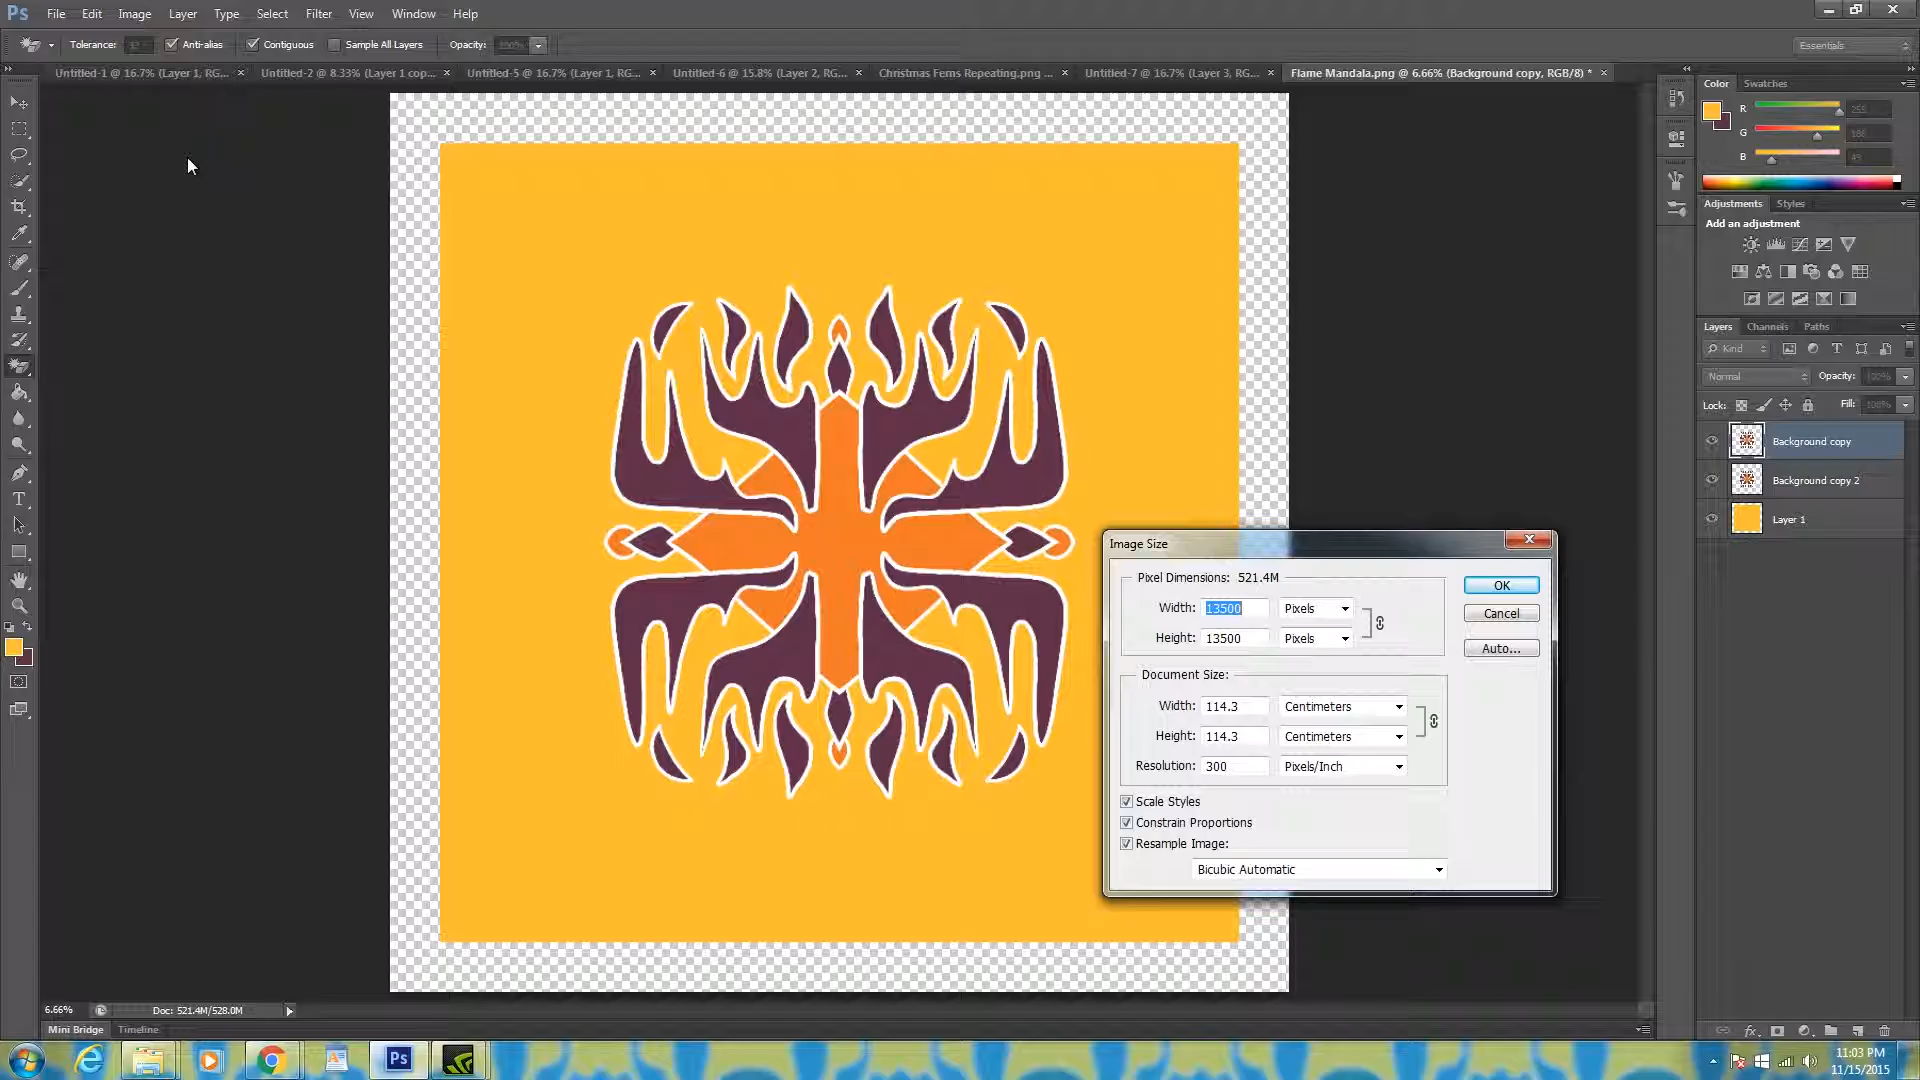 Ps File Edit Image Layer Type Select Filter View Window Help
Tolerance: Anti-alias Contiguous Sample All Layers Opacity: 100% Essentials
Untitled-1 @ 16.7% (Layer 1, RG... × Untitled-2 @ 8.33% (Layer 1 cop... × Untitled-5 @ 16.7% (Layer 1, RG... × Untitled-6 @ 15.8% (Layer 2, RG... × Christmas Ferns Repeating.png ... × Untitled-7 @ 16.7% (Layer 3, RG... × Flame Mandala.png @ 6.66% (Background copy, RGB/8) * ×
Color Swatches
R 255
G 186
B
Adjustments Styles
Add an adjustment
Layers Channels Paths
Kind
Normal Opacity: 100%
Lock: Fill: 100%
Background copy
Background copy 2
Layer 1
Image Size
Pixel Dimensions: 521.4M
Width: 13500 Pixels
Height: 13500 Pixels
Document Size:
Width: 114.3 Centimeters
Height: 114.3 Centimeters
Resolution: 300 Pixels/Inch
Scale Styles
Constrain Proportions
Resample Image:
Bicubic Automatic
OK
Cancel
Auto...
6.66% Doc: 521.4M/528.0M
Mini Bridge Timeline
Ps
11:03 PM
11/15/2015